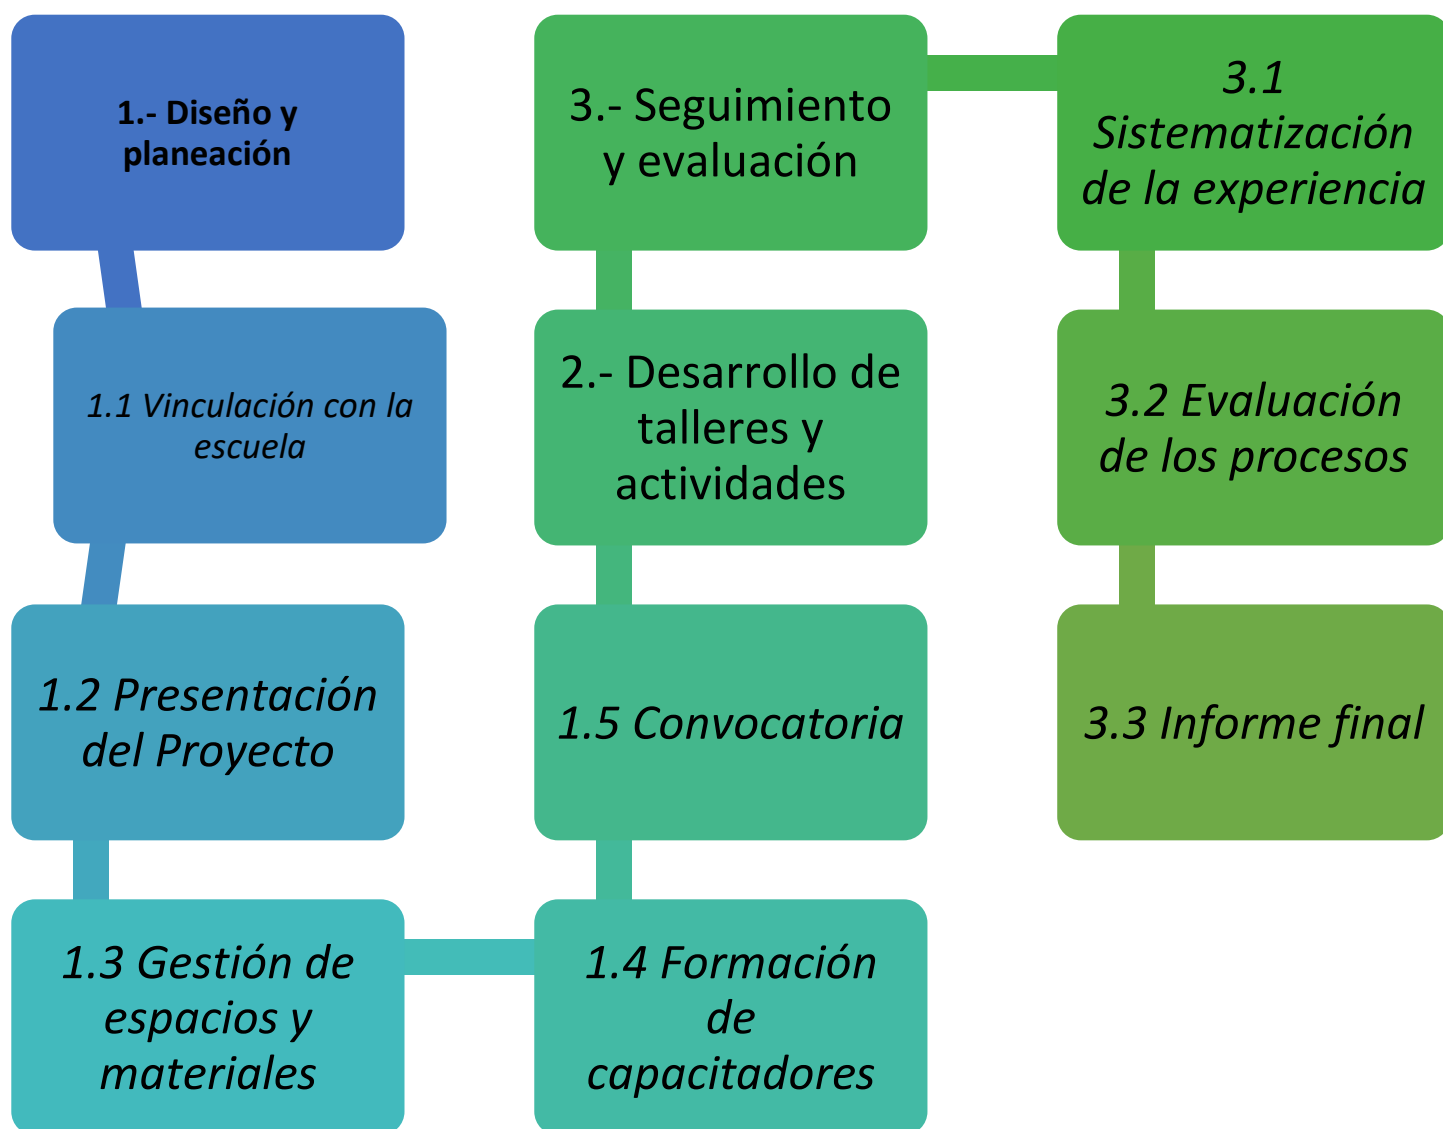 1.- Diseño y
planeación
1.1 Vinculación con la
escuela
1.2 Presentación
del Proyecto
1.3 Gestión de
espacios y
materiales
1.4 Formación
de
capacitadores
1.5 Convocatoria
2.- Desarrollo de
talleres y
actividades
3.- Seguimiento
y evaluación
3.1
Sistematización
de la experiencia
3.2 Evaluación
de los procesos
3.3 Informe final